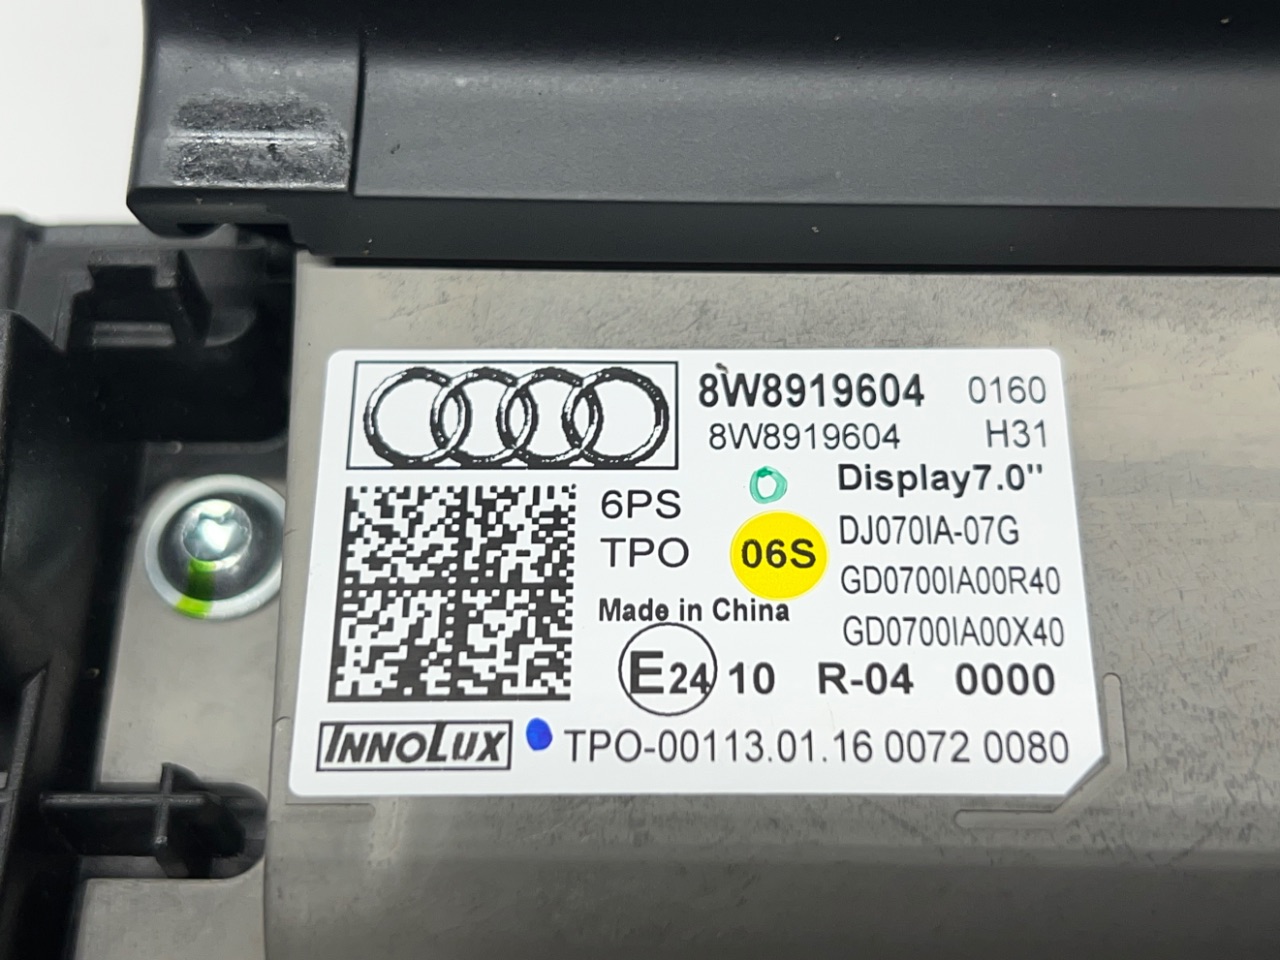 8W8919604 0160
8W8919604 H31
Display7.0"
6PS
TPO
06S
DJ070IA-07G
GD0700IA00R40
Made in China
GD0700IA00X40
E24 10 R-04 0000
INNOLUX TPO-00113.01.16 0072 0080